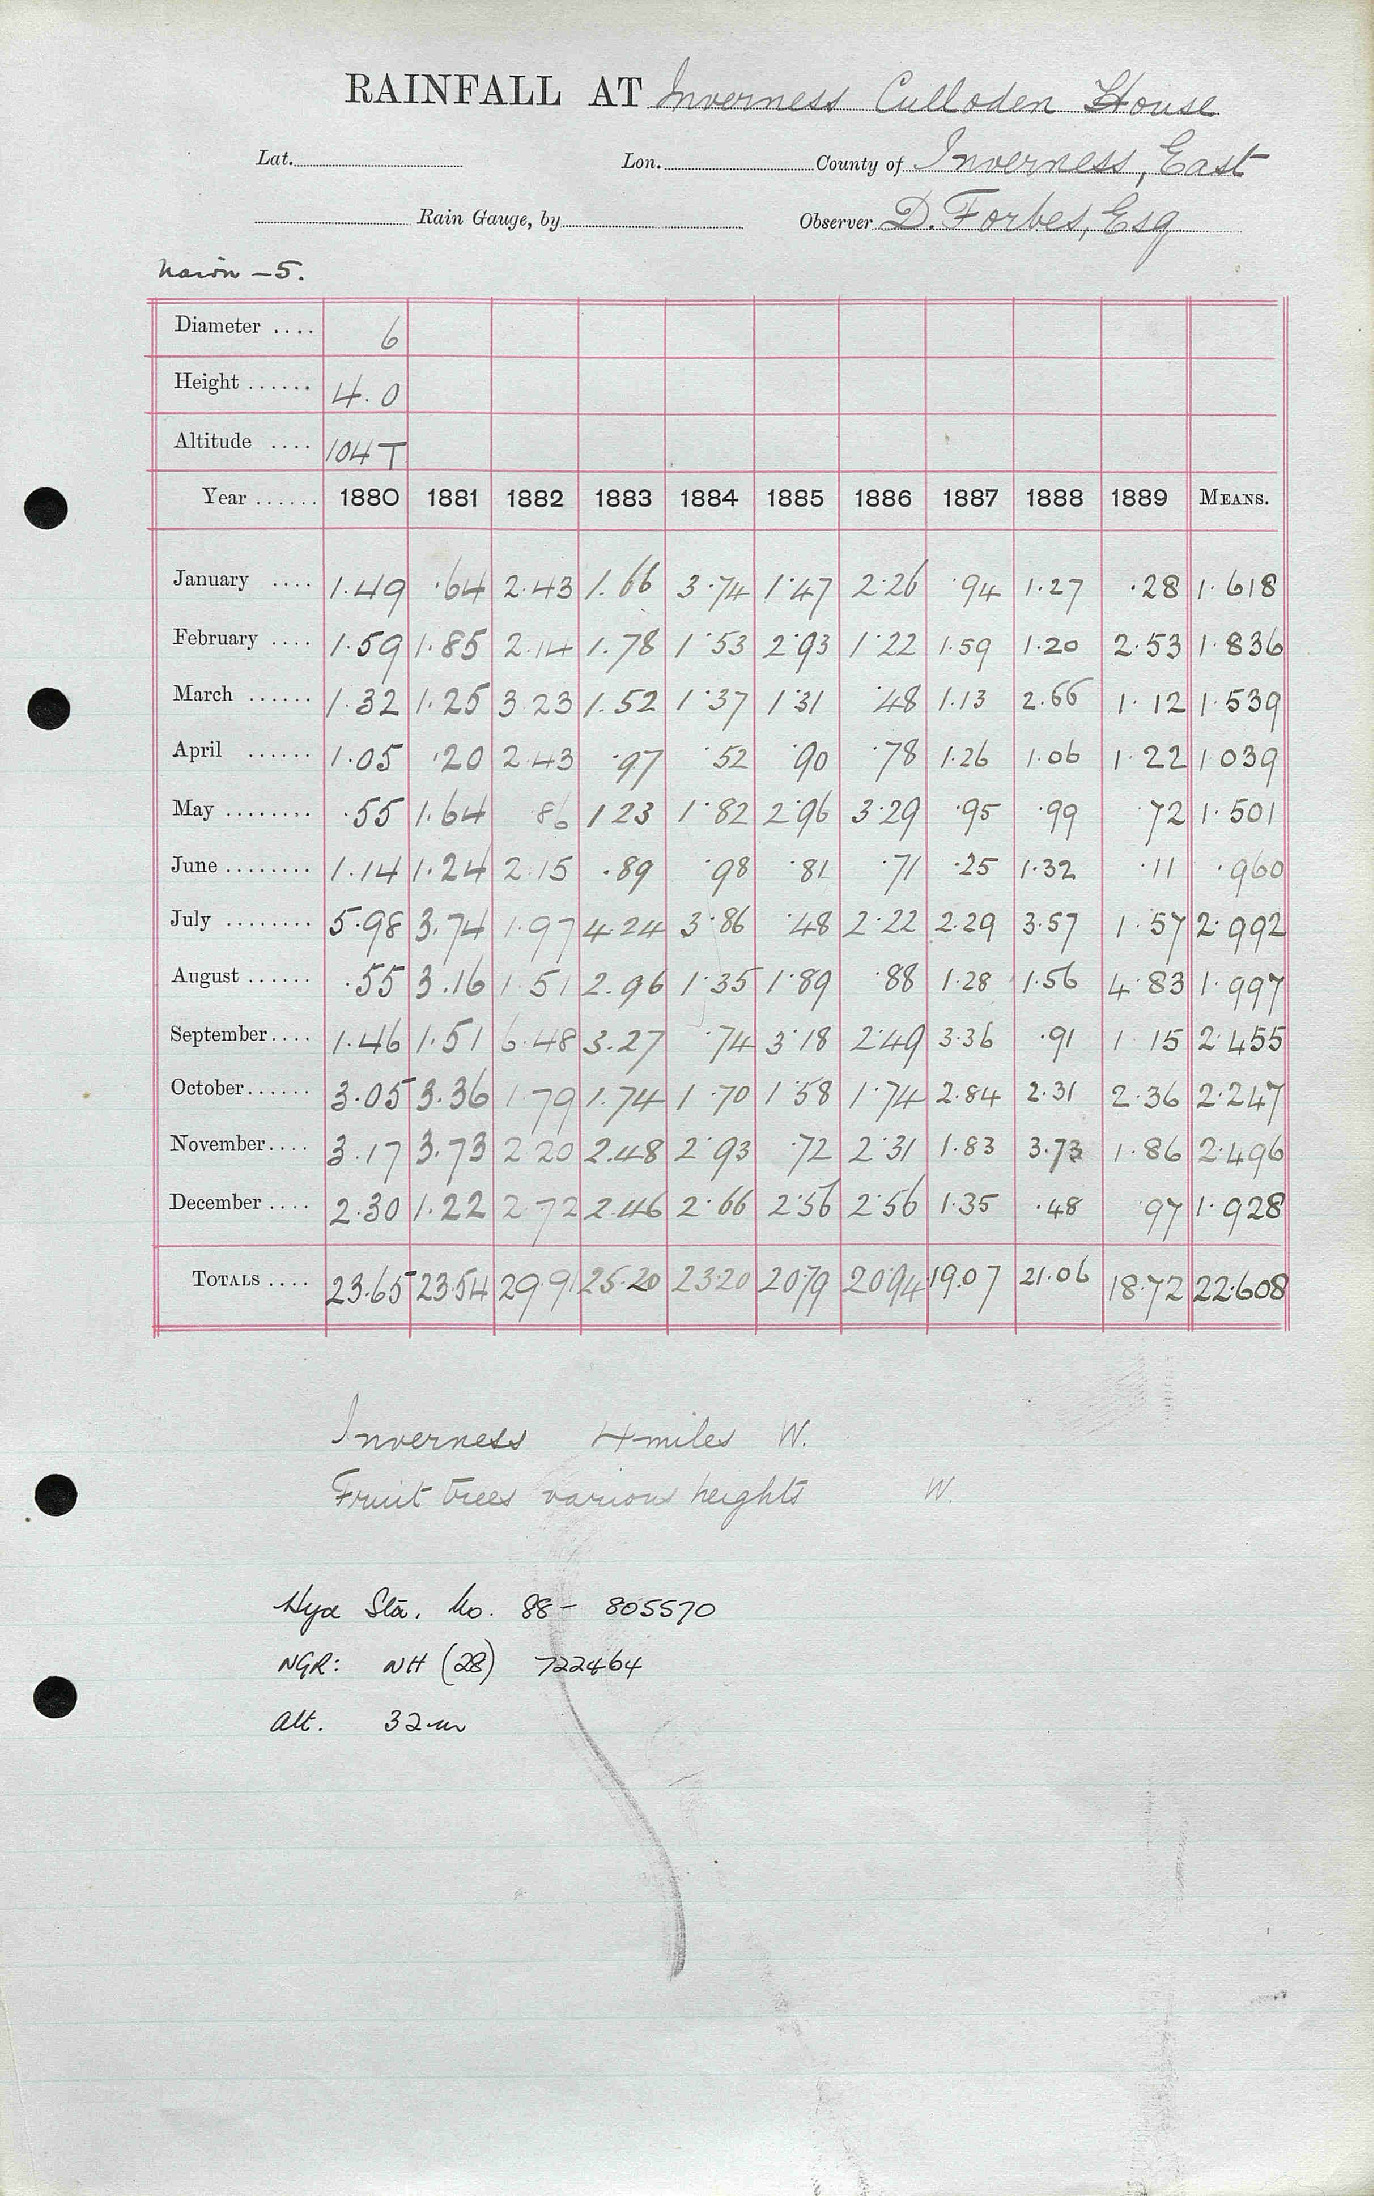 RAINFALL AT Inverness Culloden House
Lat. Lon. County of Inverness, East
Rain Gauge, by Observer D. Forbes, Esq
Nairn – 5.
Diameter .... 6
Height ...... 4.0
Altitude .... 104 T
Year ...... 1880 1881 1882 1883 1884 1885 1886 1887 1888 1889 MEANS.
January .... 1.49 .64 2.43 1.66 3.74 1.47 2.26 .94 1.27 .28 1.618
February .... 1.59 1.85 2.14 1.78 1.53 2.93 1.22 1.59 1.20 2.53 1.836
March ...... 1.32 1.25 3.23 1.52 1.37 1.31 .48 1.13 2.66 1.12 1.539
April ...... 1.05 .20 2.43 .97 .52 .90 .78 1.26 1.06 1.22 1.039
May ........ .55 1.64 .86 1.23 1.82 2.96 3.29 .95 .99 .72 1.501
June ........ 1.14 1.24 2.15 .89 .98 .81 .71 .25 1.32 .11 .960
July ........ 5.98 3.74 1.97 4.24 3.86 .48 2.22 2.29 3.57 1.57 2.992
August ...... .55 3.16 1.51 2.96 1.35 1.89 .88 1.28 1.56 4.83 1.997
September .... 1.46 1.51 6.48 3.27 .74 3.18 2.49 3.36 .91 1.15 2.455
October ...... 3.05 3.36 1.79 1.74 1.70 1.58 1.74 2.84 2.31 2.36 2.247
November .... 3.17 3.73 2.20 2.48 2.93 .72 2.31 1.83 3.73 1.86 2.496
December .... 2.30 1.22 2.72 2.46 2.66 2.56 2.56 1.35 .48 .97 1.928
TOTALS .... 23.65 23.54 29.91 25.20 23.20 20.79 20.94 19.07 21.06 18.72 22.608
Inverness 4 miles W.
Fruit trees various heights W.
Hyd Sta. No. 88 – 805570
NGR: NH (28) 722464
Alt. 32m